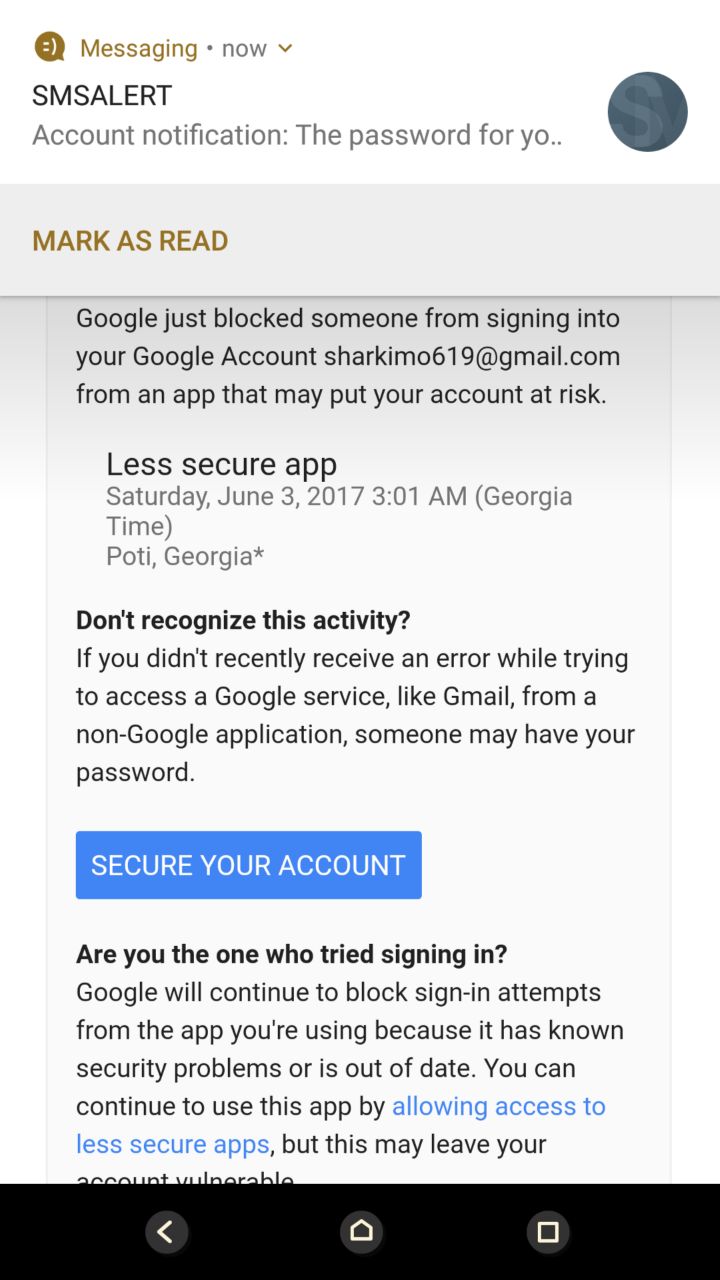 Messaging • now
SMSALERT
Account notification: The password for yo..
MARK AS READ
Google just blocked someone from signing into
your Google Account sharkimo619@gmail.com
from an app that may put your account at risk.
Less secure app
Saturday, June 3, 2017 3:01 AM (Georgia
Time)
Poti, Georgia*
Don't recognize this activity?
If you didn't recently receive an error while trying
to access a Google service, like Gmail, from a
non-Google application, someone may have your
password.
SECURE YOUR ACCOUNT
Are you the one who tried signing in?
Google will continue to block sign-in attempts
from the app you're using because it has known
security problems or is out of date. You can
continue to use this app by allowing access to
less secure apps, but this may leave your
account vulnerable